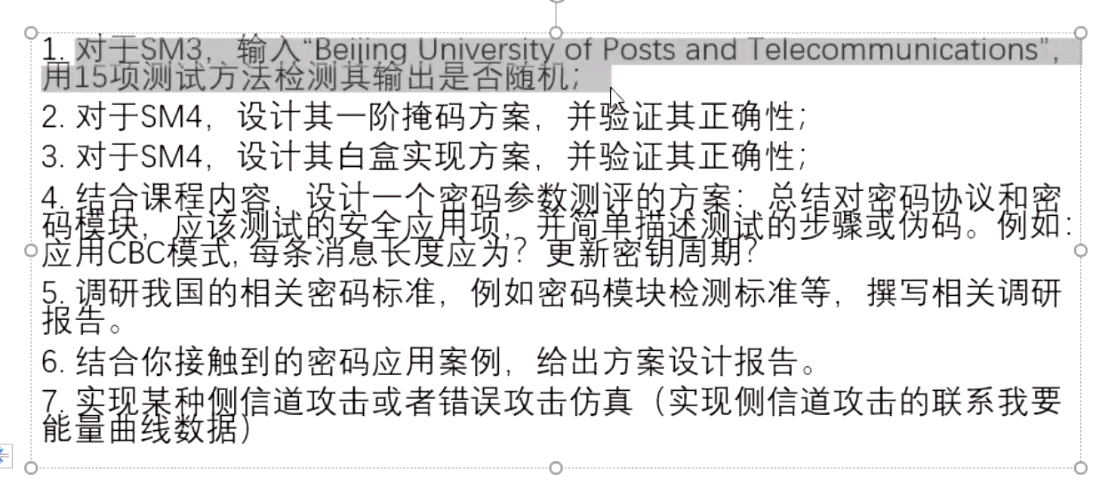 1. 对于SM3，输入“Beijing University of Posts and Telecommunications”，
用15项测试方法检测其输出是否随机；
2. 对于SM4，设计其一阶掩码方案，并验证其正确性；
3. 对于SM4，设计其白盒实现方案，并验证其正确性；
4. 结合课程内容，设计一个密码参数测评的方案：总结对密码协议和密
码模块，应该测试的安全应用项，并简单描述测试的步骤或伪码。例如：
应用CBC模式, 每条消息长度应为？更新密钥周期？
5. 调研我国的相关密码标准，例如密码模块检测标准等，撰写相关调研
报告。
6. 结合你接触到的密码应用案例，给出方案设计报告。
7. 实现某种侧信道攻击或者错误攻击仿真（实现侧信道攻击的联系我要
能量曲线数据）